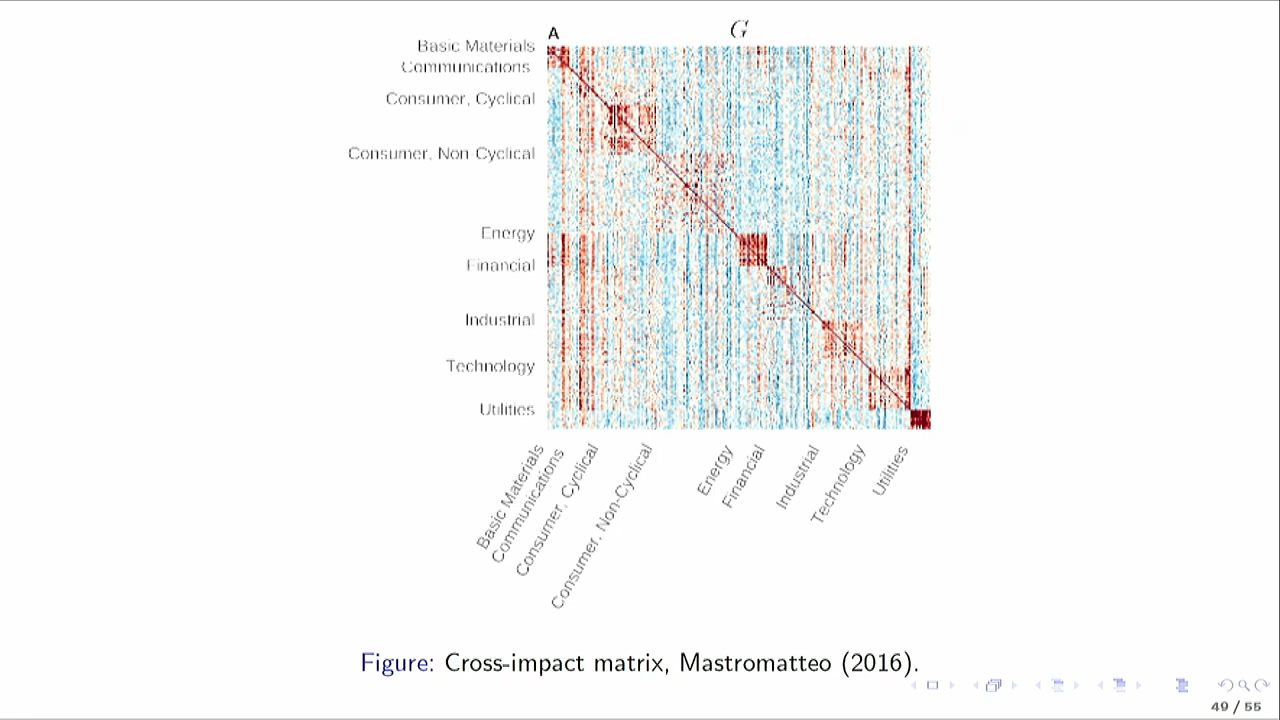 A
G
Basic Materials
Communications
Consumer, Cyclical
Consumer, Non-Cyclical
Energy
Financial
Industrial
Technology
Utilities
Basic Materials
Communications
Consumer, Cyclical
Consumer, Non-Cyclical
Energy
Financial
Industrial
Technology
Utilities
Figure: Cross-impact matrix, Mastromatteo (2016).
49 / 55